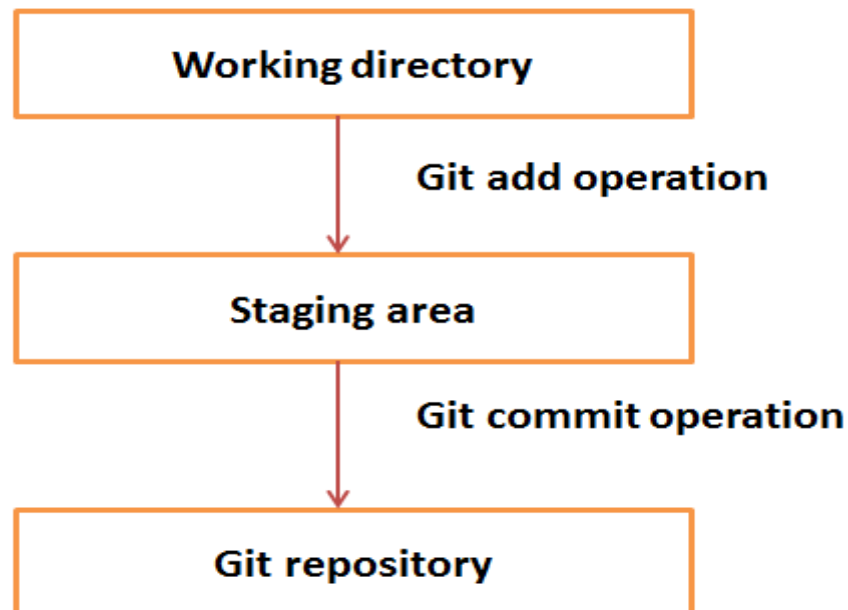 Working directory
Git add operation
Staging area
Git commit operation
Git repository